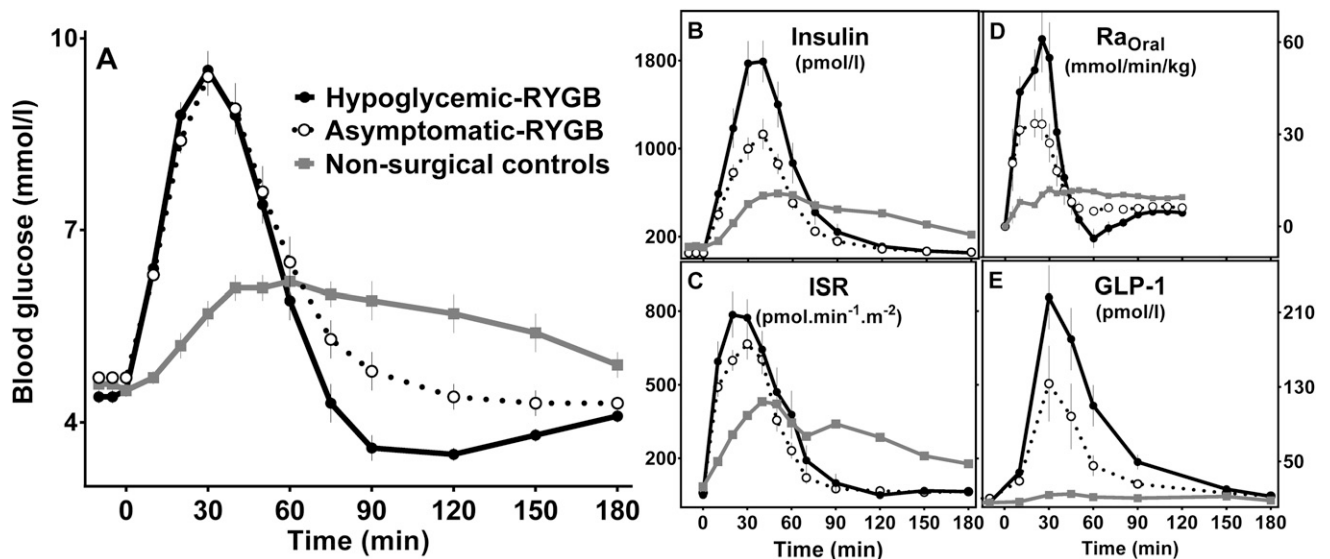 A
Blood glucose (mmol/l)
10
7
4
Hypoglycemic-RYGB
Asymptomatic-RYGB
Non-surgical controls
0 30 60 90 120 150 180
Time (min)
B
Insulin
(pmol/l)
1800
1000
200
C
ISR
(pmol.min⁻¹.m⁻²)
800
500
200
0 30 60 90 120 150 180
Time (min)
D
Ra_Oral
(mmol/min/kg)
60
30
0
E
GLP-1
(pmol/l)
210
130
50
0 30 60 90 120 150 180
Time (min)